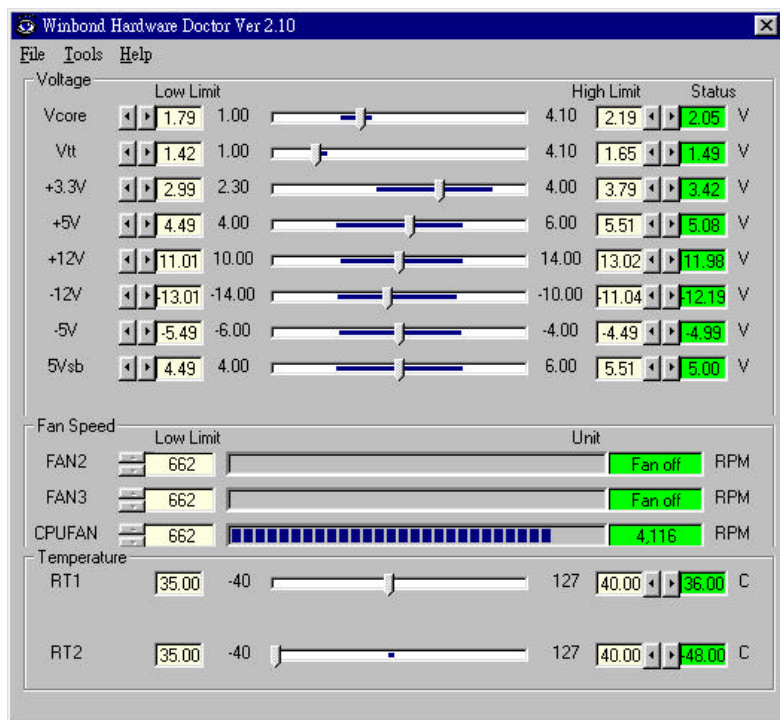 Winbond Hardware Doctor Ver 2.10
File Tools Help
Voltage
Low Limit High Limit Status
Vcore 1.79 1.00 4.10 2.19 2.05 V
Vtt 1.42 1.00 4.10 1.65 1.49 V
+3.3V 2.99 2.30 4.00 3.79 3.42 V
+5V 4.49 4.00 6.00 5.51 5.08 V
+12V 11.01 10.00 14.00 13.02 11.98 V
-12V -13.01 -14.00 -10.00 -11.04 -12.19 V
-5V -5.49 -6.00 -4.00 -4.49 -4.99 V
5Vsb 4.49 4.00 6.00 5.51 5.00 V
Fan Speed
Low Limit Unit
FAN2 662 Fan off RPM
FAN3 662 Fan off RPM
CPUFAN 662 4,116 RPM
Temperature
RT1 35.00 -40 127 40.00 36.00 C
RT2 35.00 -40 127 40.00 -48.00 C